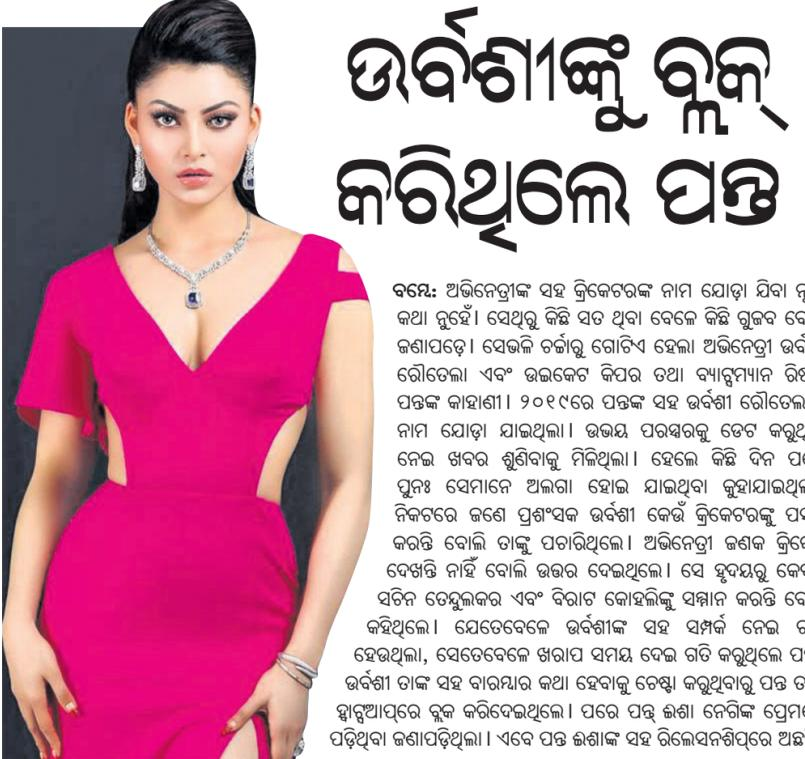 ଉର୍ବଶୀଙ୍କୁ ବ୍ଲକ୍
କରିଥିଲେ ପନ୍ତ
ବମ୍ବେ: ଅଭିନେତ୍ରୀଙ୍କ ସହ କ୍ରିକେଟରଙ୍କ ନାମ ଯୋଡ଼ା ଯିବା
କଥା ନୁହେଁ। ସେଥିରୁ କିଛି ସତ ଥିବା ବେଳେ କିଛି ଗୁଜବ
ଜଣାପଡ଼େ। ସେଭଳି ଚର୍ଚ୍ଚାରୁ ଗୋଟିଏ ହେଲା ଅଭିନେତ୍ରୀ
ରୌତେଲା ଏବଂ ଉଇକେଟ କିପର ତଥା ବ୍ୟାଟ୍ସମ୍ୟାନ
ପନ୍ତଙ୍କ କାହାଣୀ। ୨୦୧୯ରେ ପନ୍ତଙ୍କ ସହ ଉର୍ବଶୀ
ନାମ ଯୋଡ଼ା ଯାଇଥିଲା। ଉଭୟ ପରସ୍ପରକୁ ଡେଟ
ନେଇ ଖବର ଶୁଣିବାକୁ ମିଳିଥିଲା। ହେଲେ କିଛି ଦିନ
ପୁନଃ ସେମାନେ ଅଲଗା ହୋଇ ଯାଇଥିବା
ନିକଟରେ ଜଣେ ପ୍ରଶଂସକ ଉର୍ବଶୀ କେଉଁ କ୍ରିକେଟରଙ୍କୁ
କରନ୍ତି ବୋଲି ତାଙ୍କୁ ପଚାରିଥିଲେ। ଅଭିନେତ୍ରୀ ଜଣକ
ଦେଖନ୍ତି ନାହିଁ ବୋଲି ଉତ୍ତର ଦେଇଥିଲେ। ସେ ହୃଦୟରୁ
ସଚିନ ତେନ୍ଦୁଲକର ଏବଂ ବିରାଟ କୋହଲିଙ୍କୁ ସମ୍ମାନ କରନ୍ତି
କହିଥିଲେ। ଯେତେବେଳେ ଉର୍ବଶୀଙ୍କ ସହ ସମ୍ପର୍କ ନେଇ
ହେଉଥିଲା, ସେତେବେଳେ ଖରାପ ସମୟ ଦେଇ ଗତି କରୁଥିଲେ
ଉର୍ବଶୀ ତାଙ୍କ ସହ ବାରମ୍ବାର କଥା ହେବାକୁ ଚେଷ୍ଟା କରୁଥିବାରୁ ପନ୍ତ
ହ୍ୱାଟ୍ସଆପ୍‌ରେ ବ୍ଲକ କରିଦେଇଥିଲେ। ପରେ ପନ୍ତ୍ ଈଶା ନେଗିଙ୍କ
ପଡ଼ିଥିବା ଜଣାପଡ଼ିଥିଲା। ଏବେ ପନ୍ତ ଈଶାଙ୍କ ସହ ରିଲେସନଶିପ୍‌ରେ